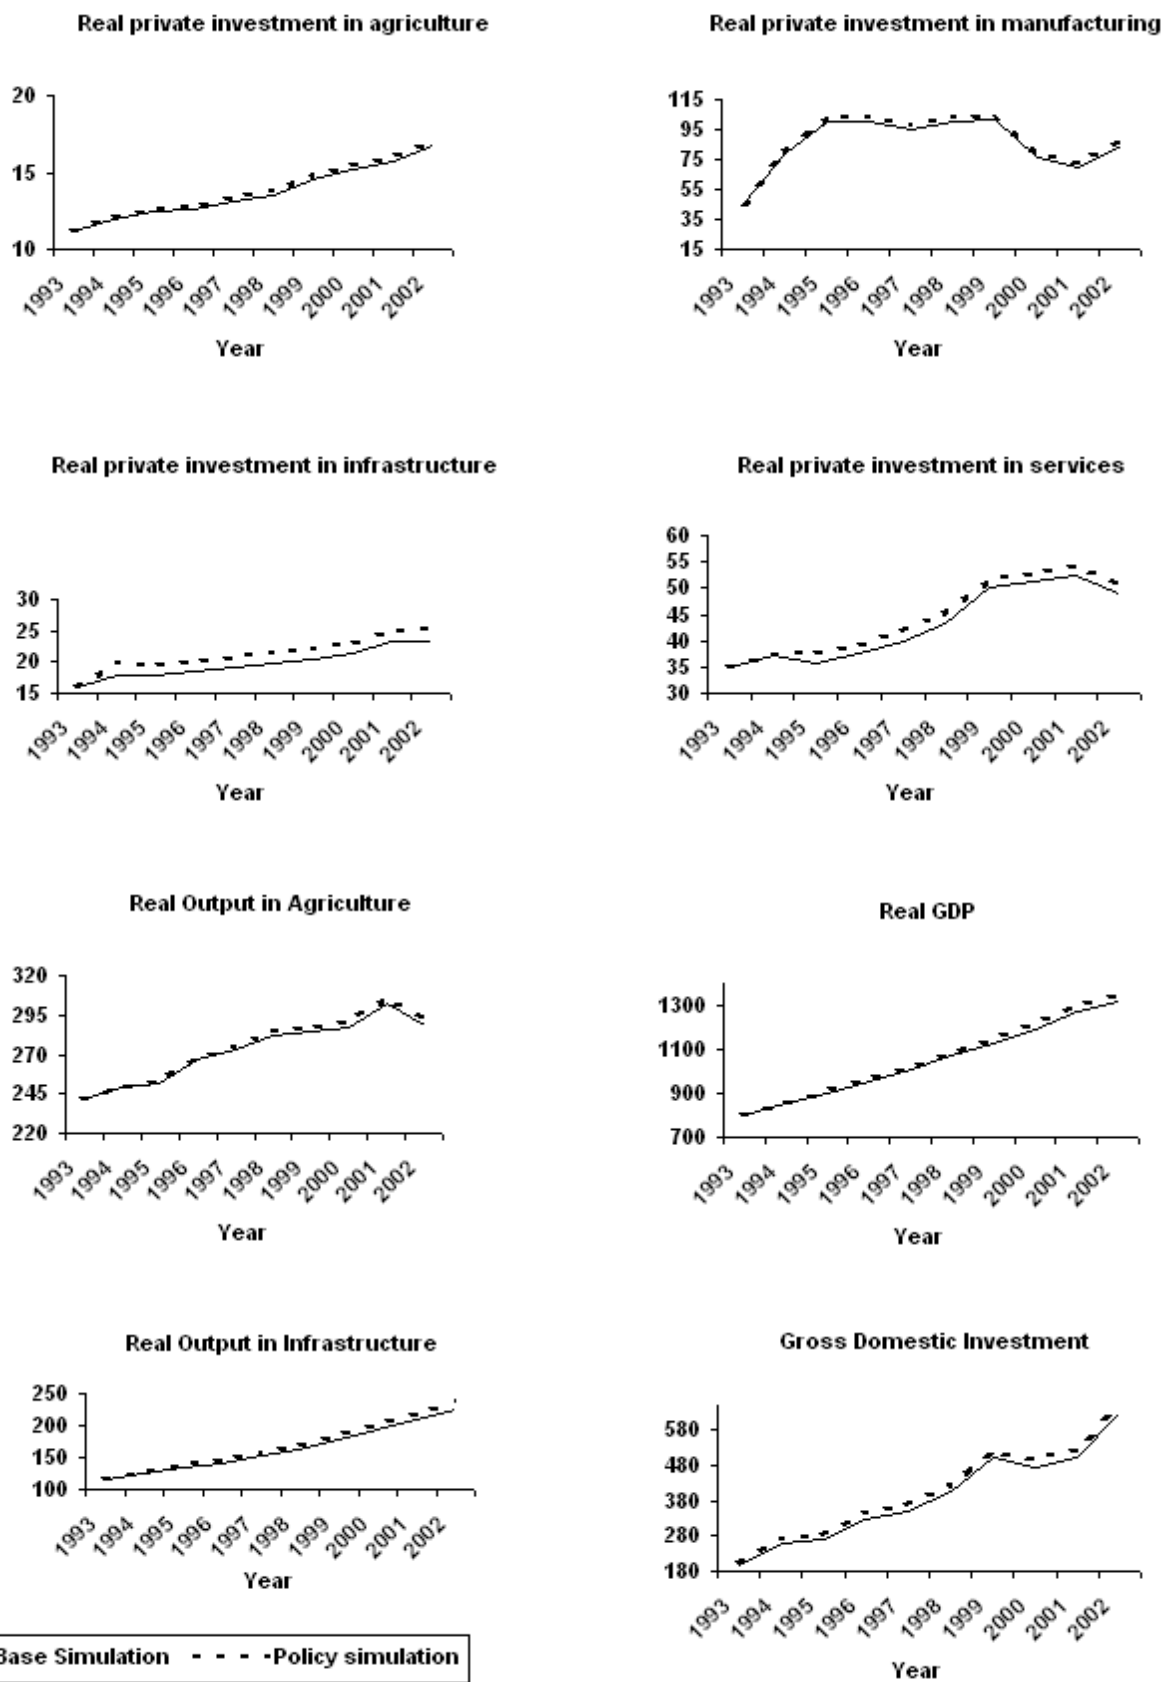 Real private investment in agriculture
20
15
10
1993 1994 1995 1996 1997 1998 1999 2000 2001 2002
Year
Real private investment in manufacturing
115
95
75
55
35
15
1993 1994 1995 1996 1997 1998 1999 2000 2001 2002
Year
Real private investment in infrastructure
30
25
20
15
1993 1994 1995 1996 1997 1998 1999 2000 2001 2002
Year
Real private investment in services
60
55
50
45
40
35
30
1993 1994 1995 1996 1997 1998 1999 2000 2001 2002
Year
Real Output in Agriculture
320
295
270
245
220
1993 1994 1995 1996 1997 1998 1999 2000 2001 2002
Year
Real GDP
1300
1100
900
700
1993 1994 1995 1996 1997 1998 1999 2000 2001 2002
Year
Real Output in Infrastructure
250
200
150
100
1993 1994 1995 1996 1997 1998 1999 2000 2001 2002
Year
Gross Domestic Investment
580
480
380
280
180
1993 1994 1995 1996 1997 1998 1999 2000 2001 2002
Year
Base Simulation Policy simulation